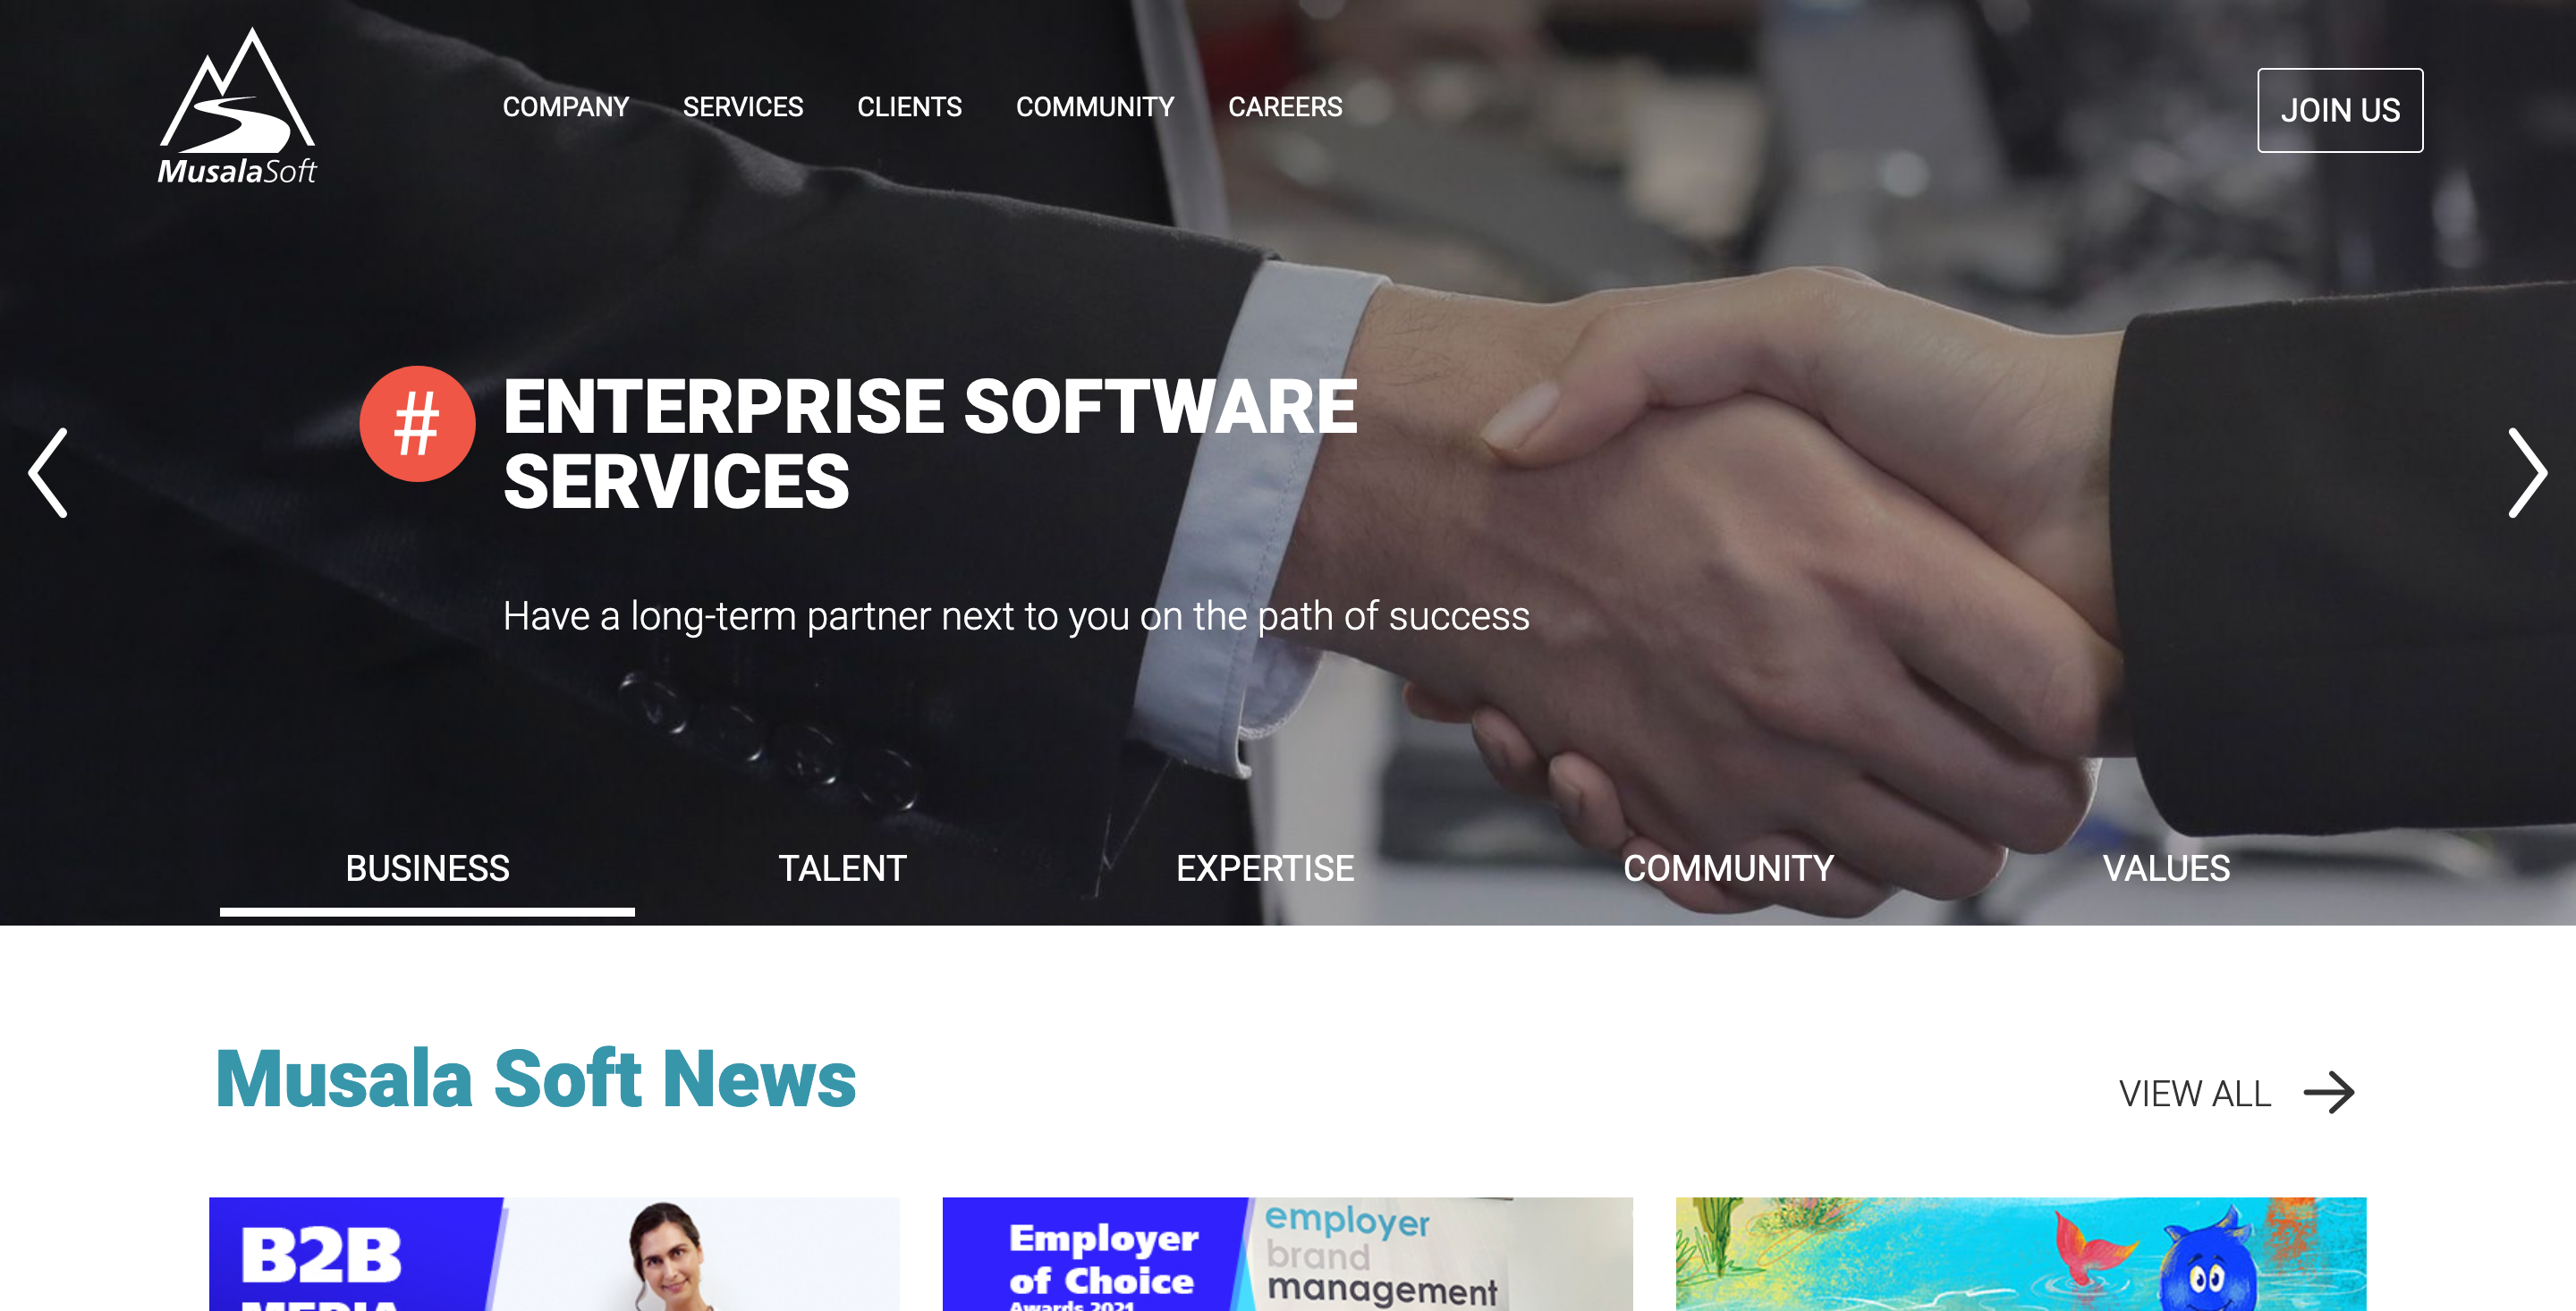 MusalaSoft
COMPANY SERVICES CLIENTS COMMUNITY CAREERS
JOIN US
# ENTERPRISE SOFTWARE
SERVICES
Have a long-term partner next to you on the path of success
BUSINESS TALENT EXPERTISE COMMUNITY VALUES
Musala Soft News
VIEW ALL
B2B
MEDIA
Employer
of Choice
Awards 2021
employer
brand
management